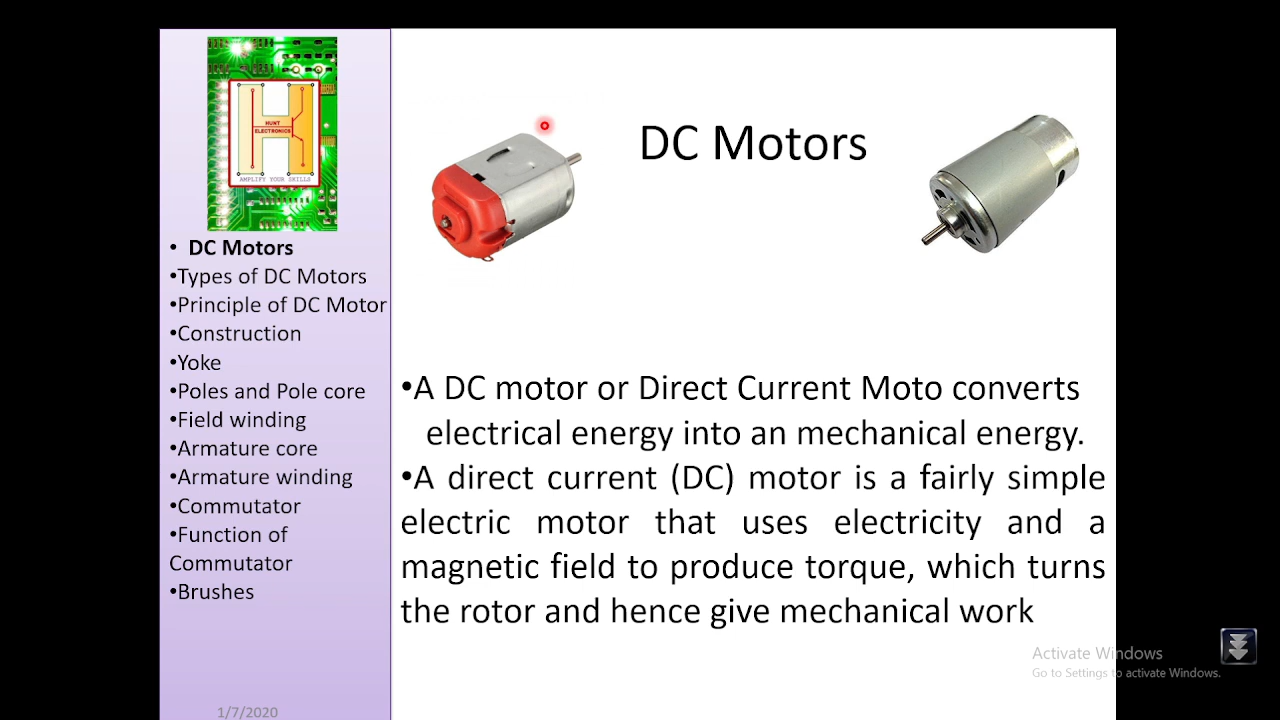 HUNT
ELECTRONICS
AMPLIFY YOUR SKILLS
• DC Motors
•Types of DC Motors
•Principle of DC Motor
•Construction
•Yoke
•Poles and Pole core
•Field winding
•Armature core
•Armature winding
•Commutator
•Function of
Commutator
•Brushes
1/7/2020
DC Motors
•A DC motor or Direct Current Moto converts
electrical energy into an mechanical energy.
•A direct current (DC) motor is a fairly simple
electric motor that uses electricity and a
magnetic field to produce torque, which turns
the rotor and hence give mechanical work
Activate Windows
Go to Settings to activate Windows.